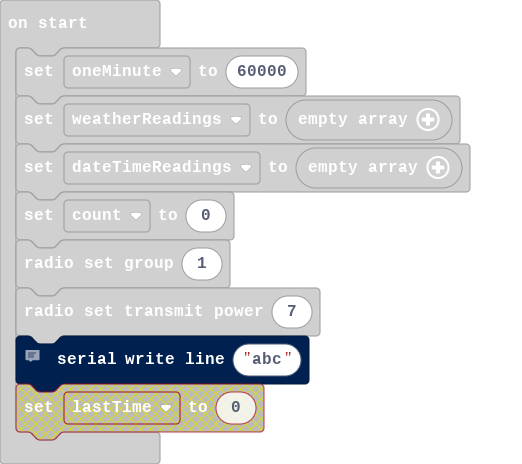 on start
set oneMinute to 60000
set weatherReadings to empty array
set dateTimeReadings to empty array
set count to 0
radio set group 1
radio set transmit power 7
serial write line "abc"
set lastTime to 0